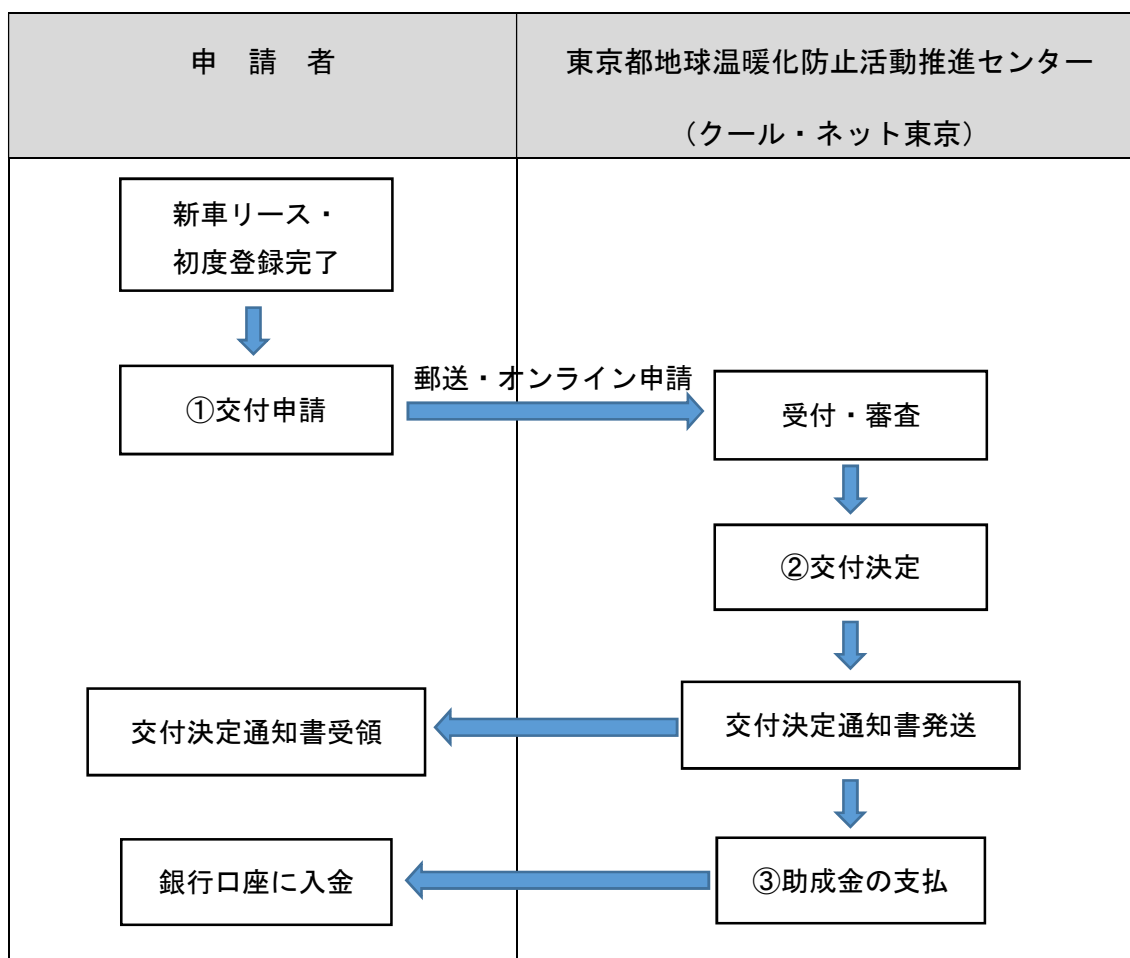 申　請　者
東京都地球温暖化防止活動推進センター
（クール・ネット東京）
新車リース・
初度登録完了
①交付申請
郵送・オンライン申請
受付・審査
②交付決定
交付決定通知書受領
交付決定通知書発送
銀行口座に入金
③助成金の支払